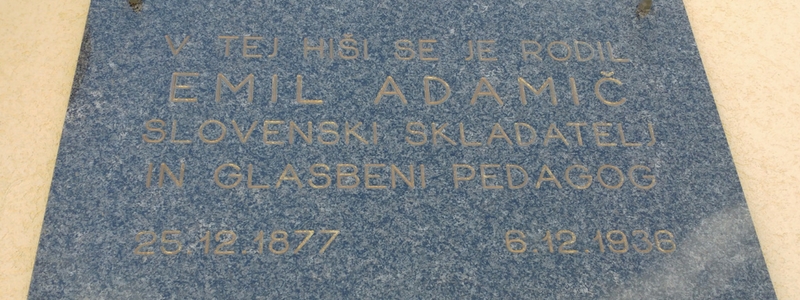 V TEJ HIŠI SE JE RODIL
EMIL ADAMIČ
SLOVENSKI SKLADATELJ
IN GLASBENI PEDAGOG
25.12.1877 6.12.1936